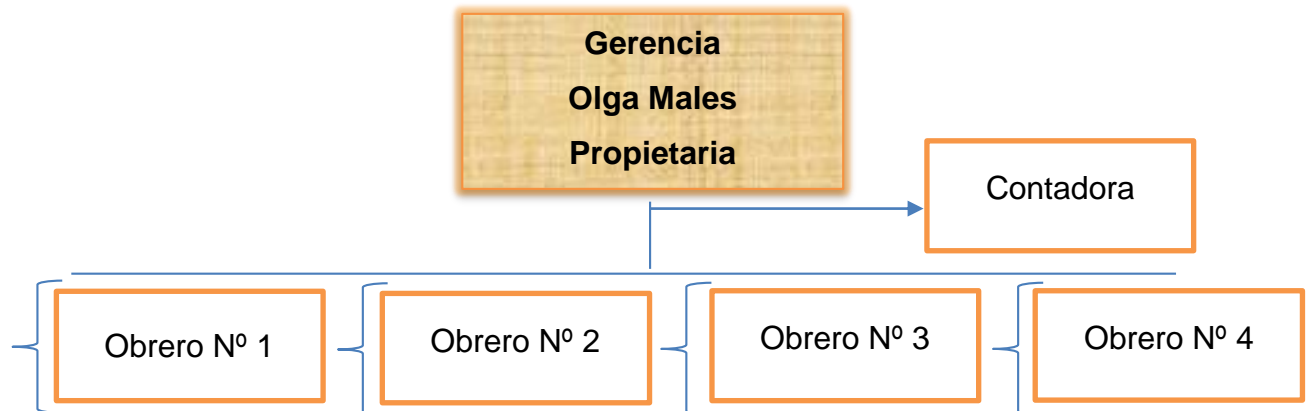 Gerencia
Olga Males
Propietaria
Contadora
Obrero Nº 1
Obrero Nº 2
Obrero Nº 3
Obrero Nº 4